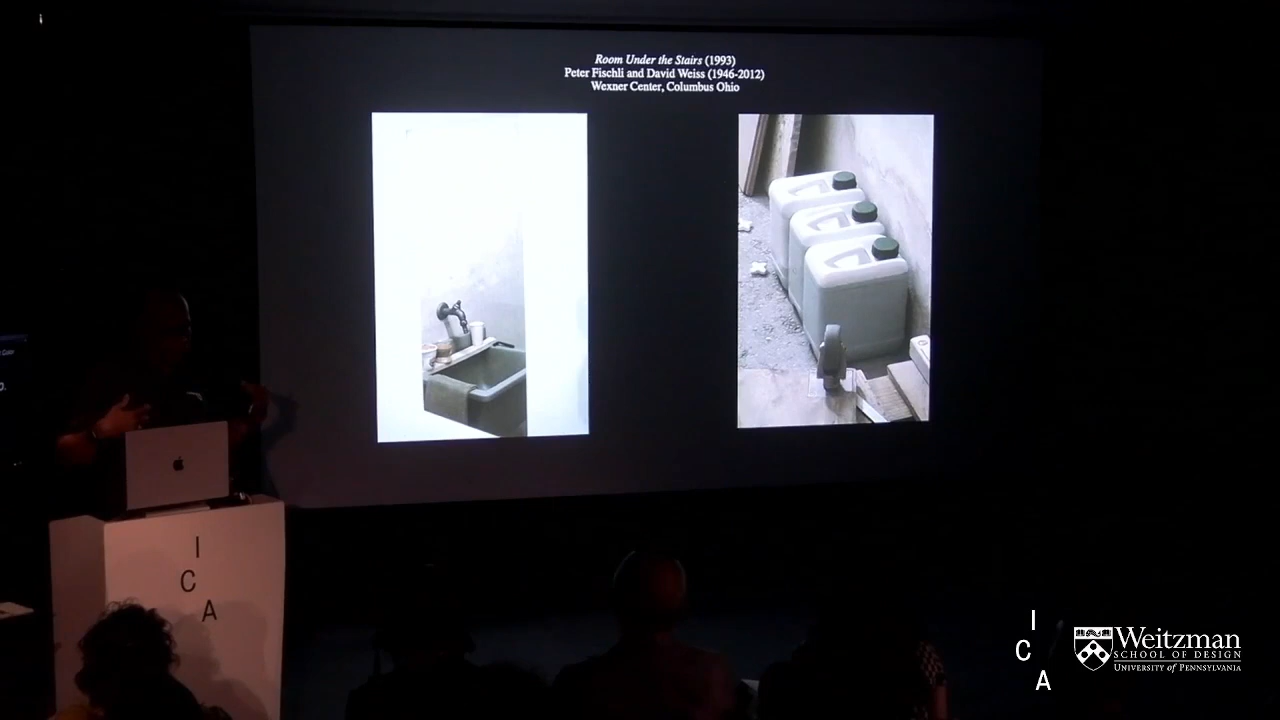 Room Under the Stairs (1993)
Peter Fischli and David Weiss (1946-2012)
Wexner Center, Columbus Ohio
I
C
A
I
C
A
Weitzman
SCHOOL OF DESIGN
UNIVERSITY OF PENNSYLVANIA